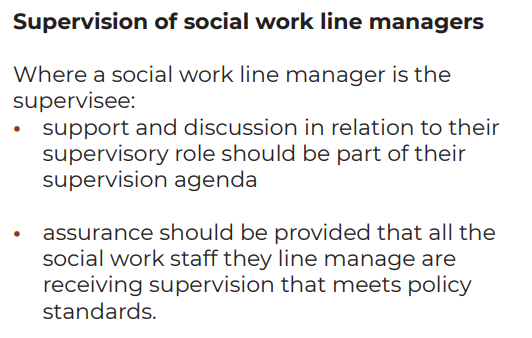 Supervision of social work line managers
Where a social work line manager is the
supervisee:
• support and discussion in relation to their
supervisory role should be part of their
supervision agenda
• assurance should be provided that all the
social work staff they line manage are
receiving supervision that meets policy
standards.